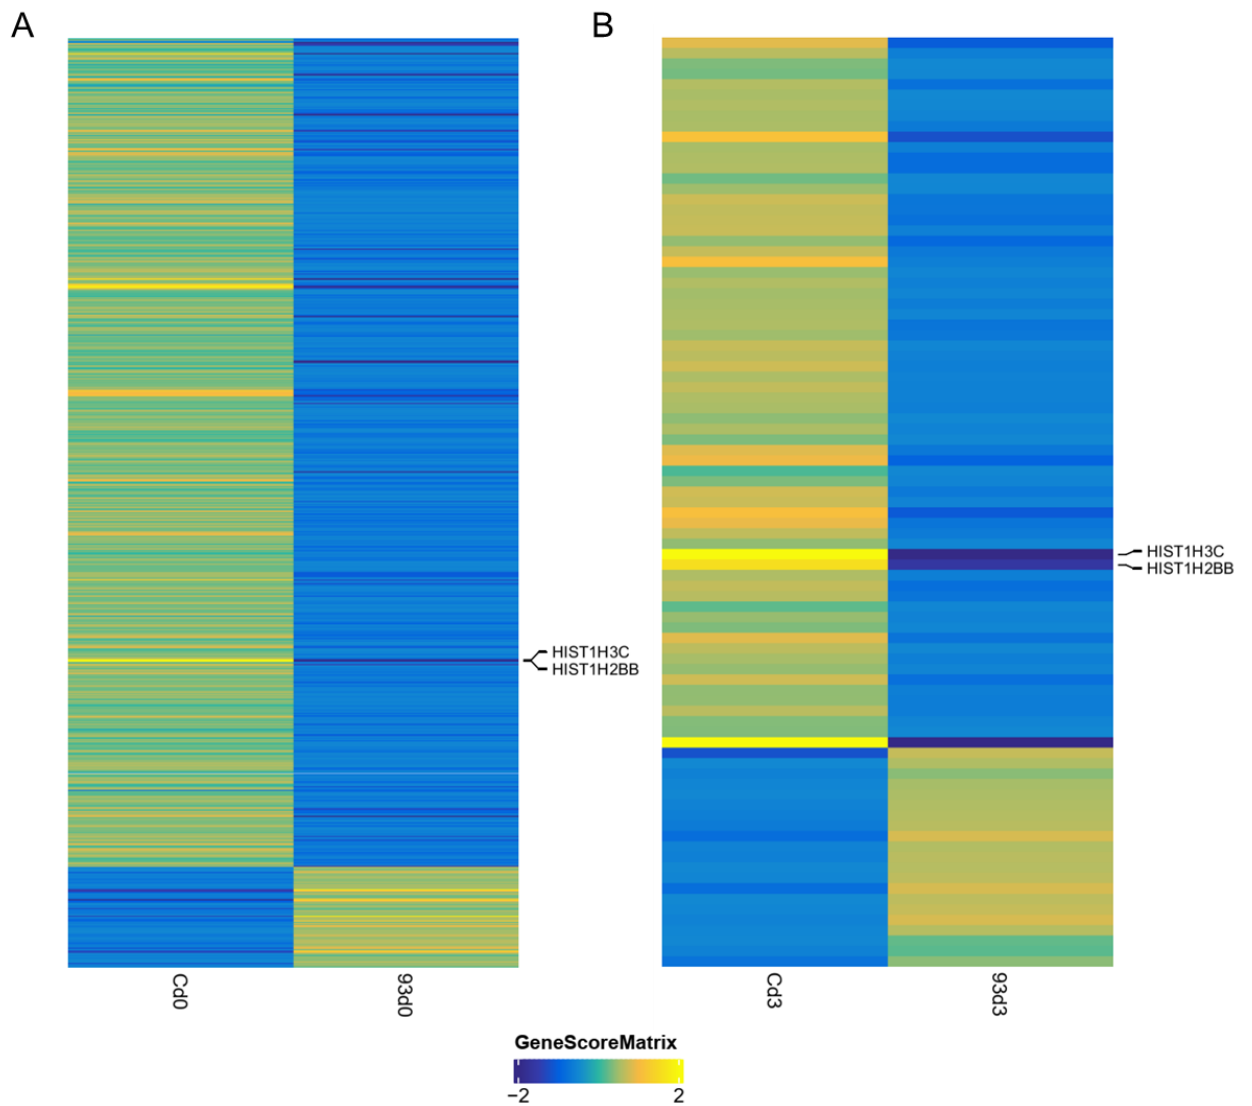 A
B
HIST1H3C
HIST1H2BB
HIST1H3C
HIST1H2BB
Cd0
93d0
Cd3
93d3
GeneScoreMatrix
−2
2